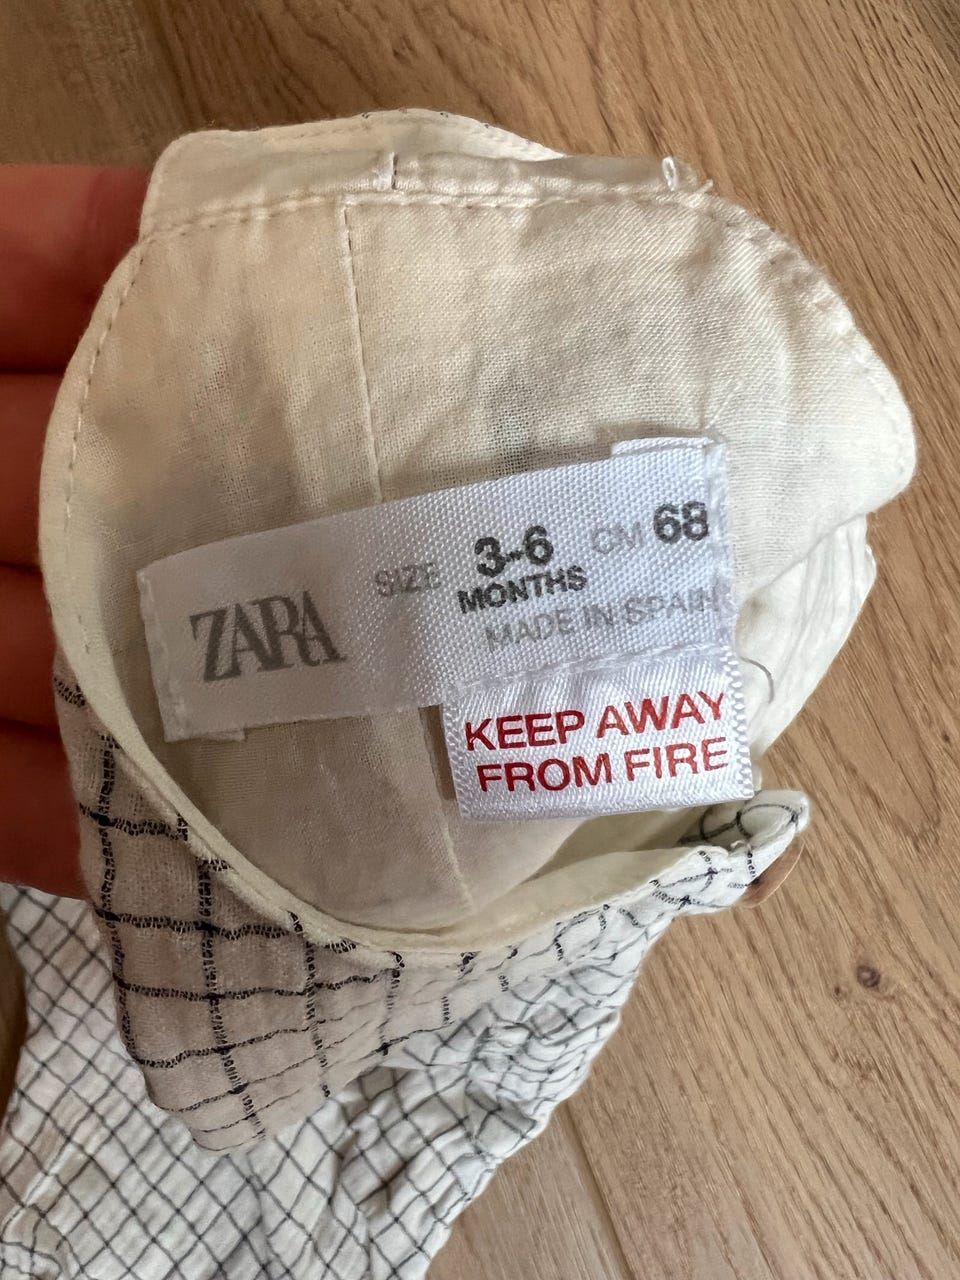 ZARA
SIZE 3-6 CM 68
MONTHS
MADE IN SPAIN
KEEP AWAY
FROM FIRE